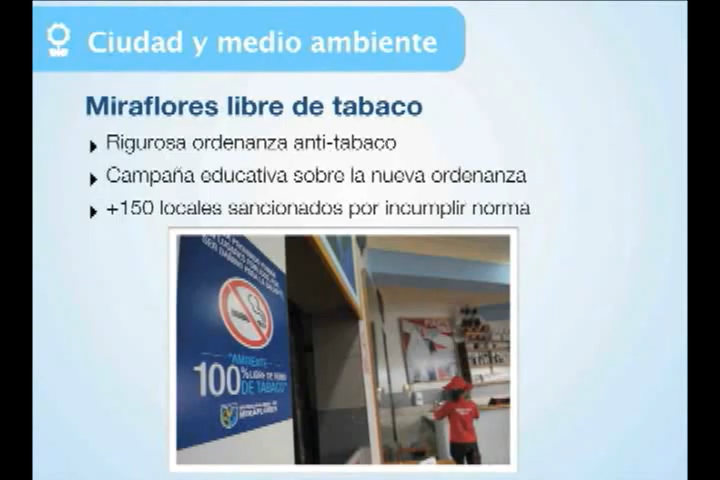 Ciudad y medio ambiente
Miraflores libre de tabaco
Rigurosa ordenanza anti-tabaco
Campaña educativa sobre la nueva ordenanza
+150 locales sancionados por incumplir norma
"AMBIENTE
100% LIBRE DE HUMO
DE TABACO"
MIRAFLORES